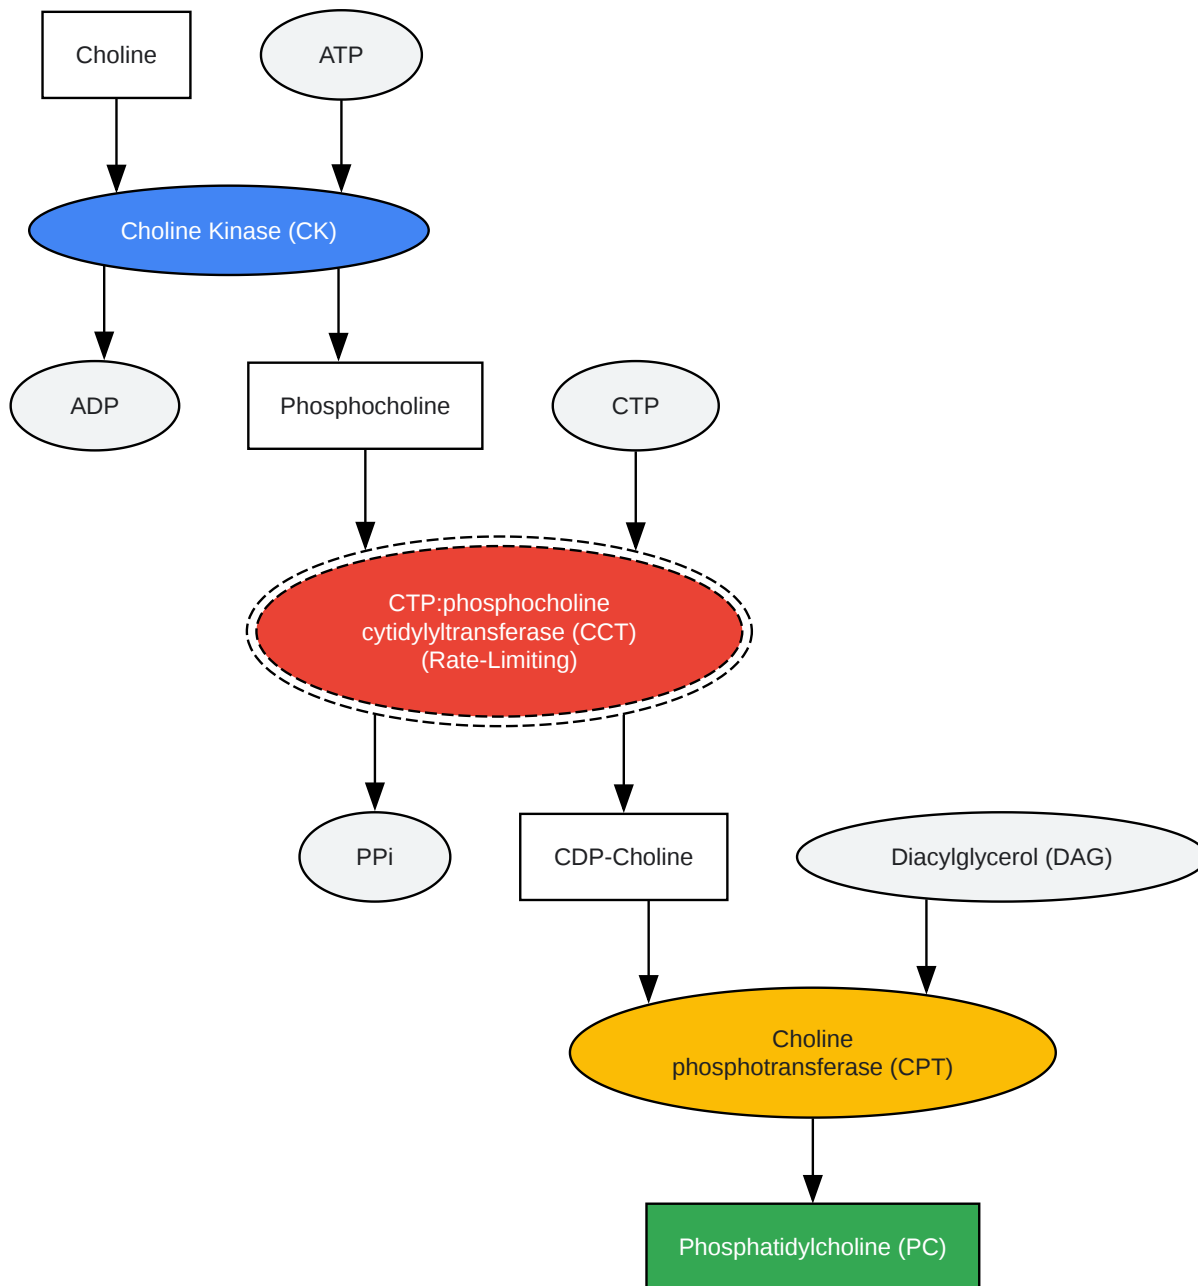 Choline
ATP
Choline Kinase (CK)
ADP
Phosphocholine
CTP
CTP:phosphocholine
cytidylyltransferase (CCT)
(Rate-Limiting)
PPi
CDP-Choline
Diacylglycerol (DAG)
Choline
phosphotransferase (CPT)
Phosphatidylcholine (PC)